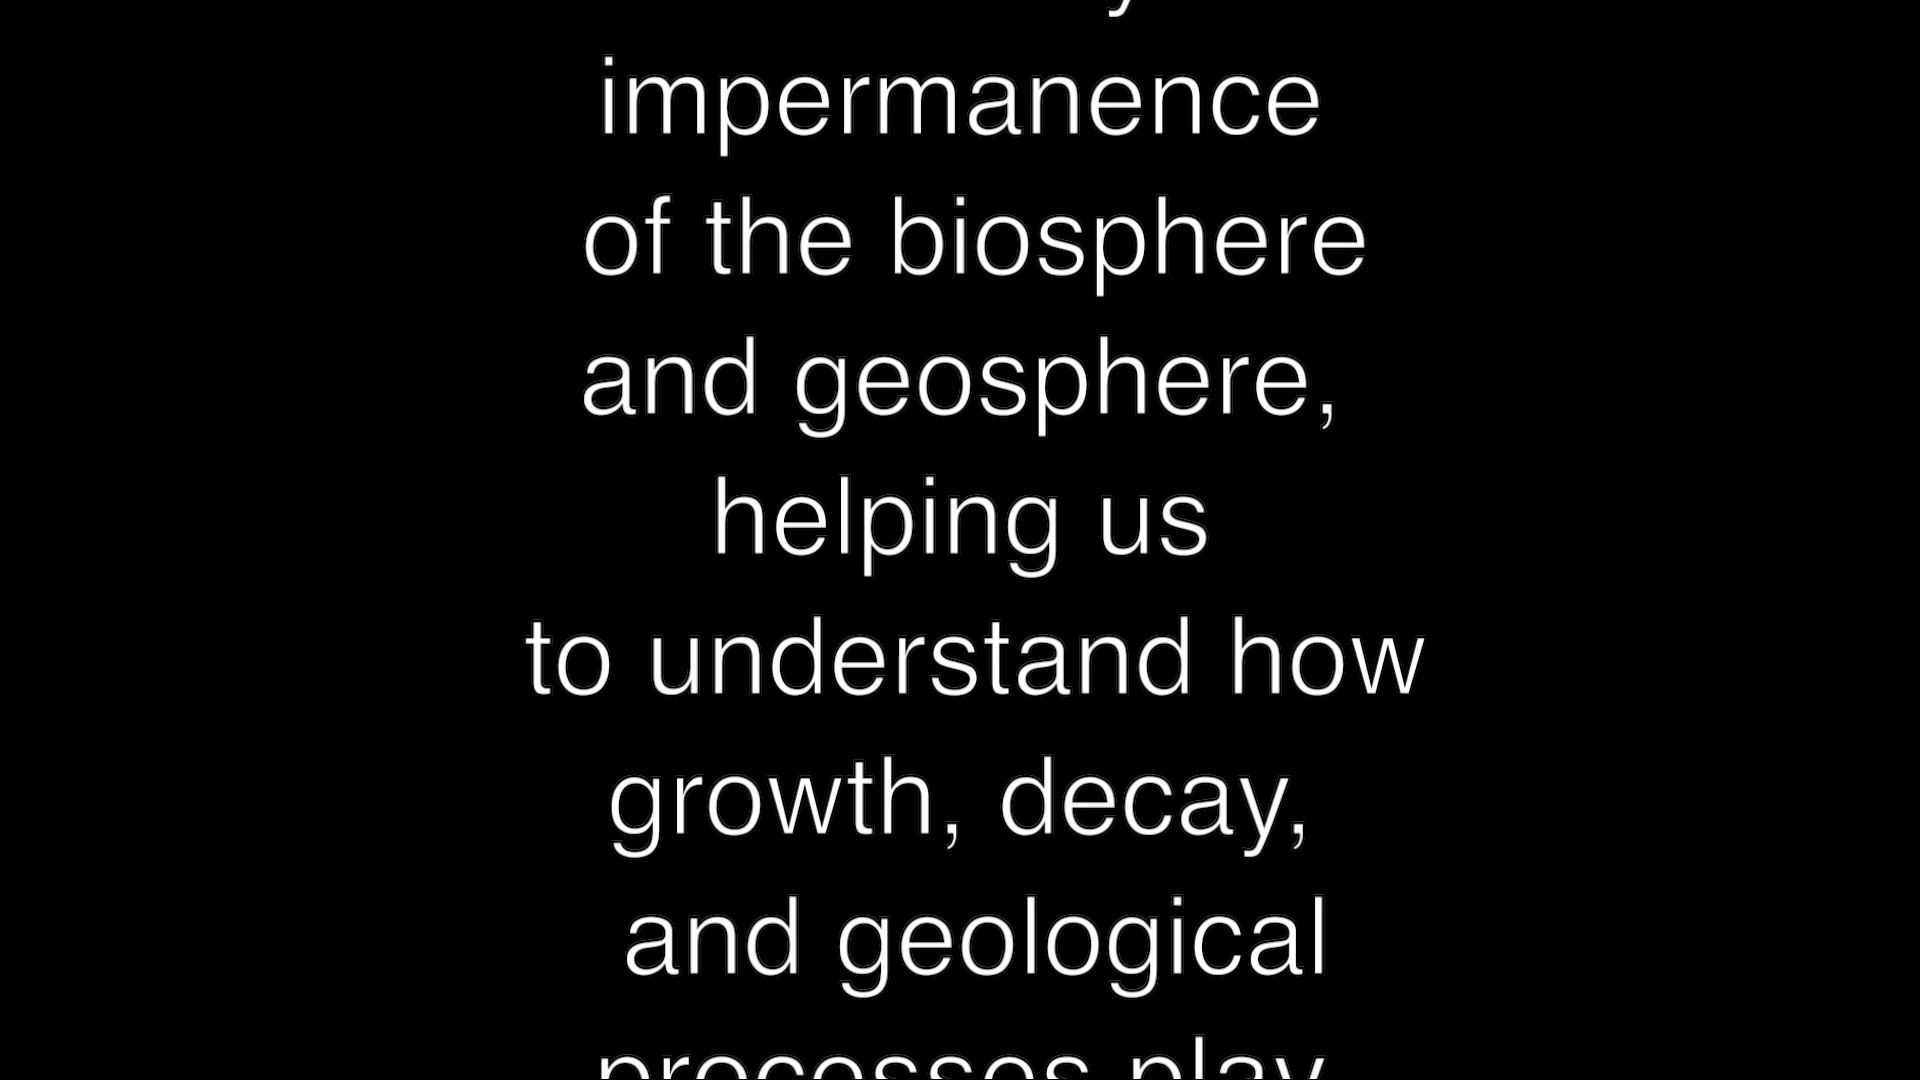 impermanence
of the biosphere
and geosphere,
helping us
to understand how
growth, decay,
and geological
processes play